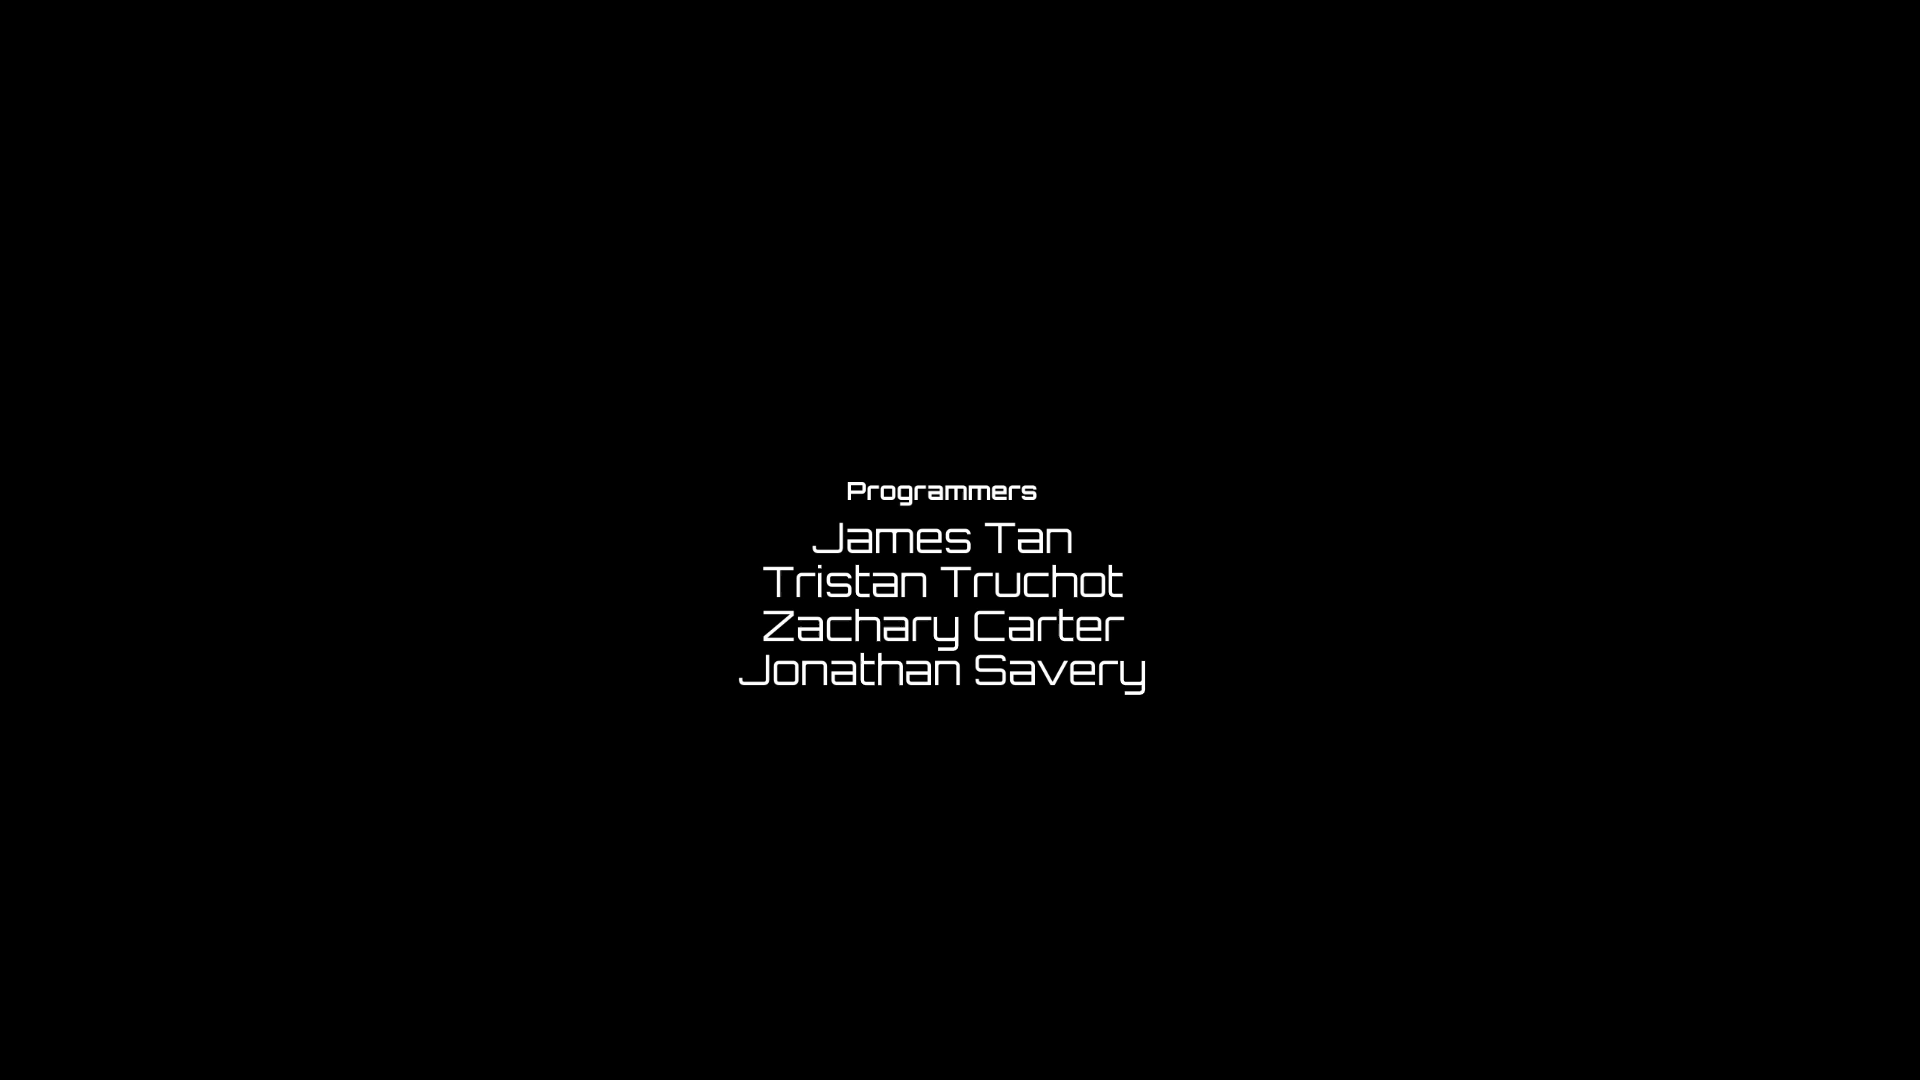 Programmers
James Tan
Tristan Truchot
Zachary Carter
Jonathan Savery